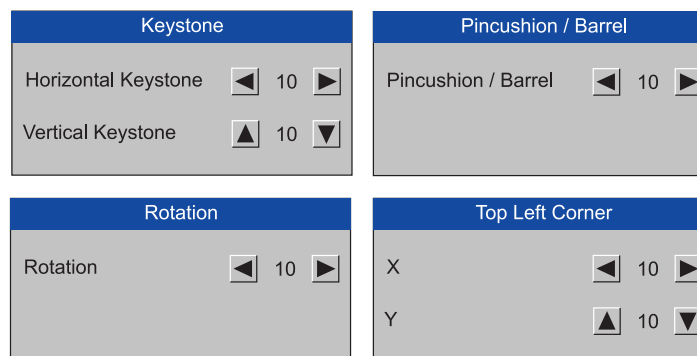 Keystone
Horizontal Keystone 10
Vertical Keystone 10
Pincushion / Barrel
Pincushion / Barrel 10
Rotation
Rotation 10
Top Left Corner
X 10
Y 10